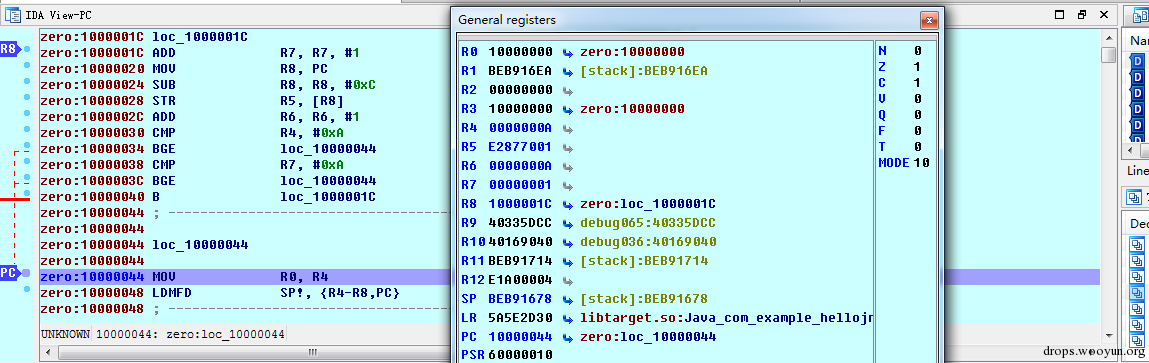 IDA View-PC
General registers
zero:1000001C loc_1000001C
R8
zero:1000001C ADD R7, R7, #1
zero:10000020 MOV R8, PC
zero:10000024 SUB R8, R8, #0xC
zero:10000028 STR R5, [R8]
zero:1000002C ADD R6, R6, #1
zero:10000030 CMP R4, #0xA
zero:10000034 BGE loc_10000044
zero:10000038 CMP R7, #0xA
zero:1000003C BGE loc_10000044
zero:10000040 B loc_1000001C
zero:10000044 ; ---------------------------------------------
zero:10000044
zero:10000044 loc_10000044
zero:10000044
PC
zero:10000044 MOV R0, R4
zero:10000048 LDMFD SP!, {R4-R8,PC}
zero:10000048 ; ---------------------------------------------
UNKNOWN 10000044: zero:loc_10000044
R0 10000000 zero:10000000
R1 BEB916EA [stack]:BEB916EA
R2 00000000
R3 10000000 zero:10000000
R4 0000000A
R5 E2877001
R6 0000000A
R7 00000001
R8 1000001C zero:loc_1000001C
R9 40335DCC debug065:40335DCC
R10 40169040 debug036:40169040
R11 BEB91714 [stack]:BEB91714
R12 E1A00004
SP BEB91678 [stack]:BEB91678
LR 5A5E2D30 libtarget.so:Java_com_example_hellojn
PC 10000044 zero:loc_10000044
PSR 60000010
N 0
Z 1
C 1
V 0
Q 0
F 0
T 0
MODE 10
Nar
Line
Dec
drops.wooyun.org